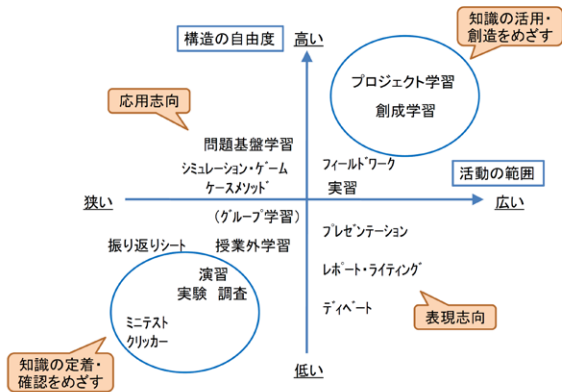 構造の自由度
高い
知識の活用・
創造をめざす
プロジェクト学習
創成学習
応用志向
問題基盤学習
シミュレーション・ゲーム
ケースメソッド
フィールドワーク
実習
活動の範囲
狭い
広い
(グループ学習)
プレゼンテーション
振り返りシート
授業外学習
演習
実験 調査
レポート・ライティング
ミニテスト
クリッカー
ディベート
表現志向
知識の定着・
確認をめざす
低い